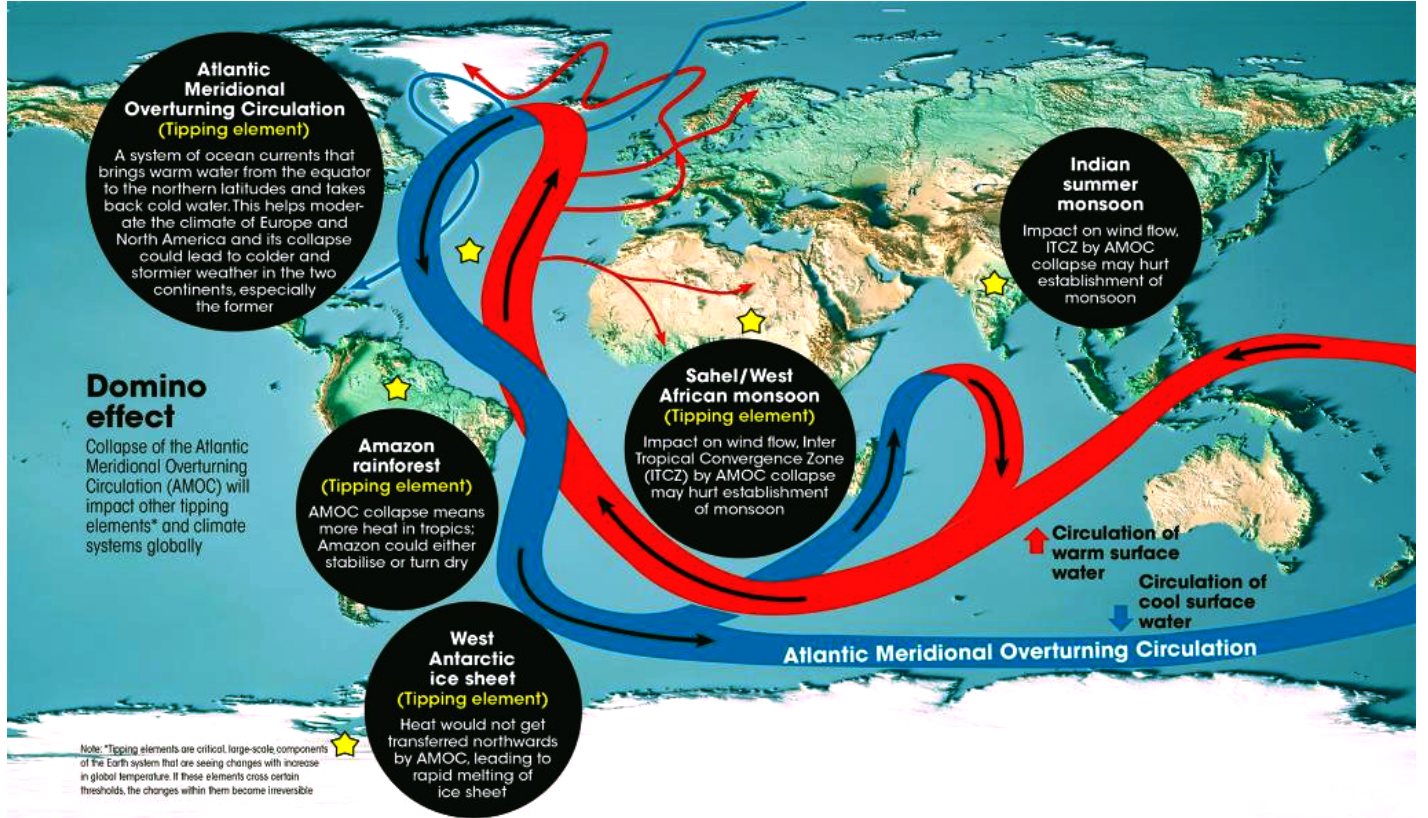 Atlantic
Meridional
Overturning Circulation
(Tipping element)
A system of ocean currents that
brings warm water from the equator
to the northern latitudes and takes
back cold water. This helps moder-
ate the climate of Europe and
North America and its collapse
could lead to colder and
stormier weather in the two
continents, especially
the former
Indian
summer
monsoon
Impact on wind flow,
ITCZ by AMOC
collapse may hurt
establishment of
monsoon
Domino
effect
Collapse of the Atlantic
Meridional Overturning
Circulation (AMOC) will
impact other tipping
elements* and climate
systems globally
Sahel/West
African monsoon
(Tipping element)
Impact on wind flow, Inter
Tropical Convergence Zone
(ITCZ) by AMOC collapse
may hurt establishment
of monsoon
Amazon
rainforest
(Tipping element)
AMOC collapse means
more heat in tropics;
Amazon could either
stabilise or turn dry
Circulation of
warm surface
water
Circulation of
cool surface
water
Atlantic Meridional Overturning Circulation
West
Antarctic
ice sheet
(Tipping element)
Heat would not get
transferred northwards
by AMOC, leading to
rapid melting of
ice sheet
Note: *Tipping elements are critical, large-scale components
of the Earth system that are seeing changes with increase
in global temperature. If these elements cross certain
thresholds, the changes within them become irreversible